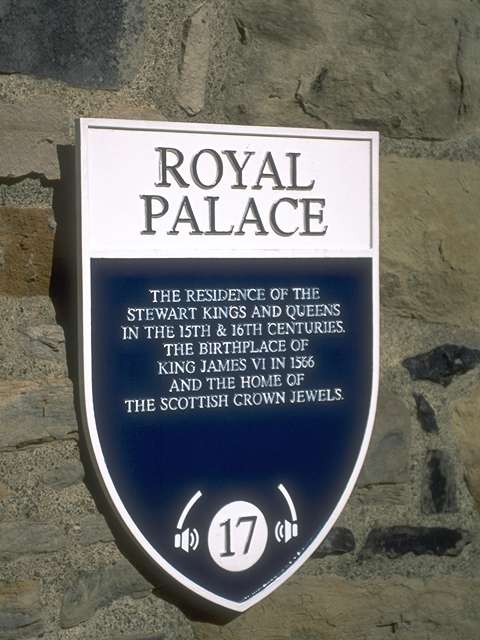 ROYAL
PALACE
THE RESIDENCE OF THE
STEWART KINGS AND QUEENS
IN THE 15TH & 16TH CENTURIES.
THE BIRTHPLACE OF
KING JAMES VI IN 1566
AND THE HOME OF
THE SCOTTISH CROWN JEWELS.
17